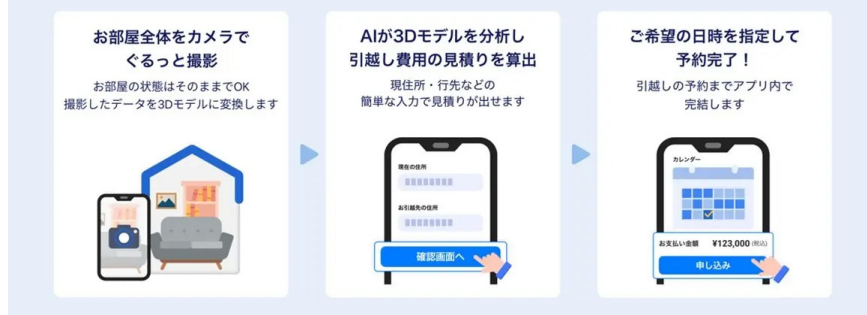 お部屋全体をカメラで
ぐるっと撮影
お部屋の状態はそのままでOK
撮影したデータを3Dモデルに変換します
AIが3Dモデルを分析し
引越し費用の見積りを算出
現住所・行先などの
簡単な入力で見積りが出せます
現在の住所
お引越先の住所
確認画面へ
ご希望の日時を指定して
予約完了！
引越しの予約までアプリ内で
完結します
カレンダー
お支払い金額 ¥123,000 (税込)
申し込み